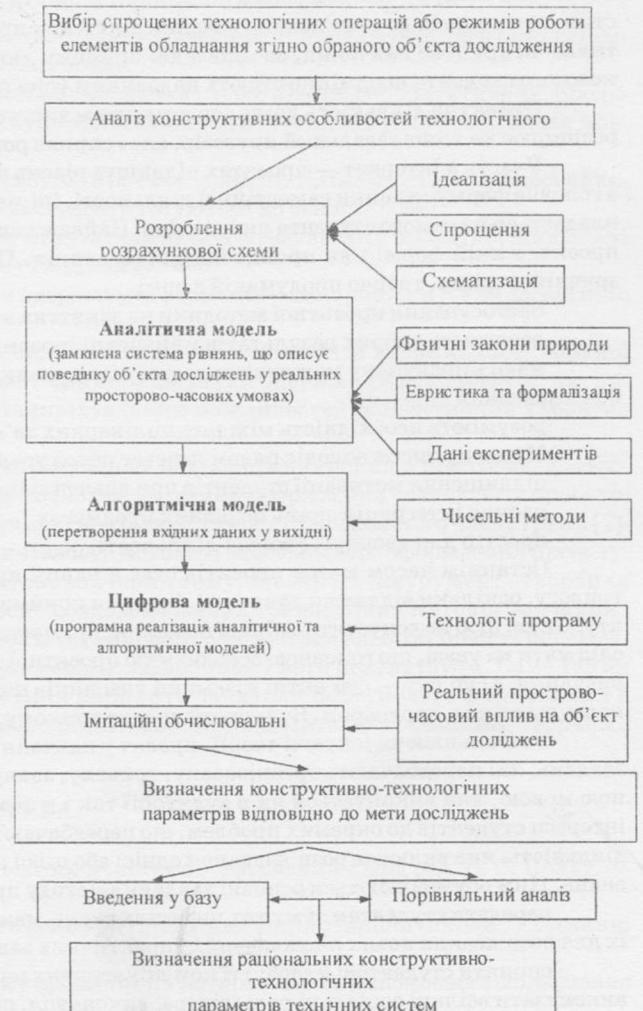 Вибір спрощених технологічних операцій або режимів роботи
елементів обладнання згідно обраного об’єкта дослідження
Аналіз конструктивних особливостей технологічного
Розроблення
розрахункової схеми
Ідеалізація
Спрощення
Схематизація
Аналітична модель
(замкнена система рівнянь, що описує
поведінку об’єкта досліджень у реальних
просторово-часових умовах)
Фізичні закони природи
Евристика та формалізація
Дані експериментів
Алгоритмічна модель
(перетворення вхідних даних у вихідні)
Чисельні методи
Цифрова модель
(програмна реалізація аналітичної та
алгоритмічної моделей)
Технології програму
Імітаційні обчислювальні
Реальний прострово-
часовий вплив на об’єкт
доліджень
Визначення конструктивно-технологічних
параметрів відповідно до мети досліджень
Введення у базу
Порівняльний аналіз
Визначення раціональних конструктивно-
технологічних
параметрів технічних систем